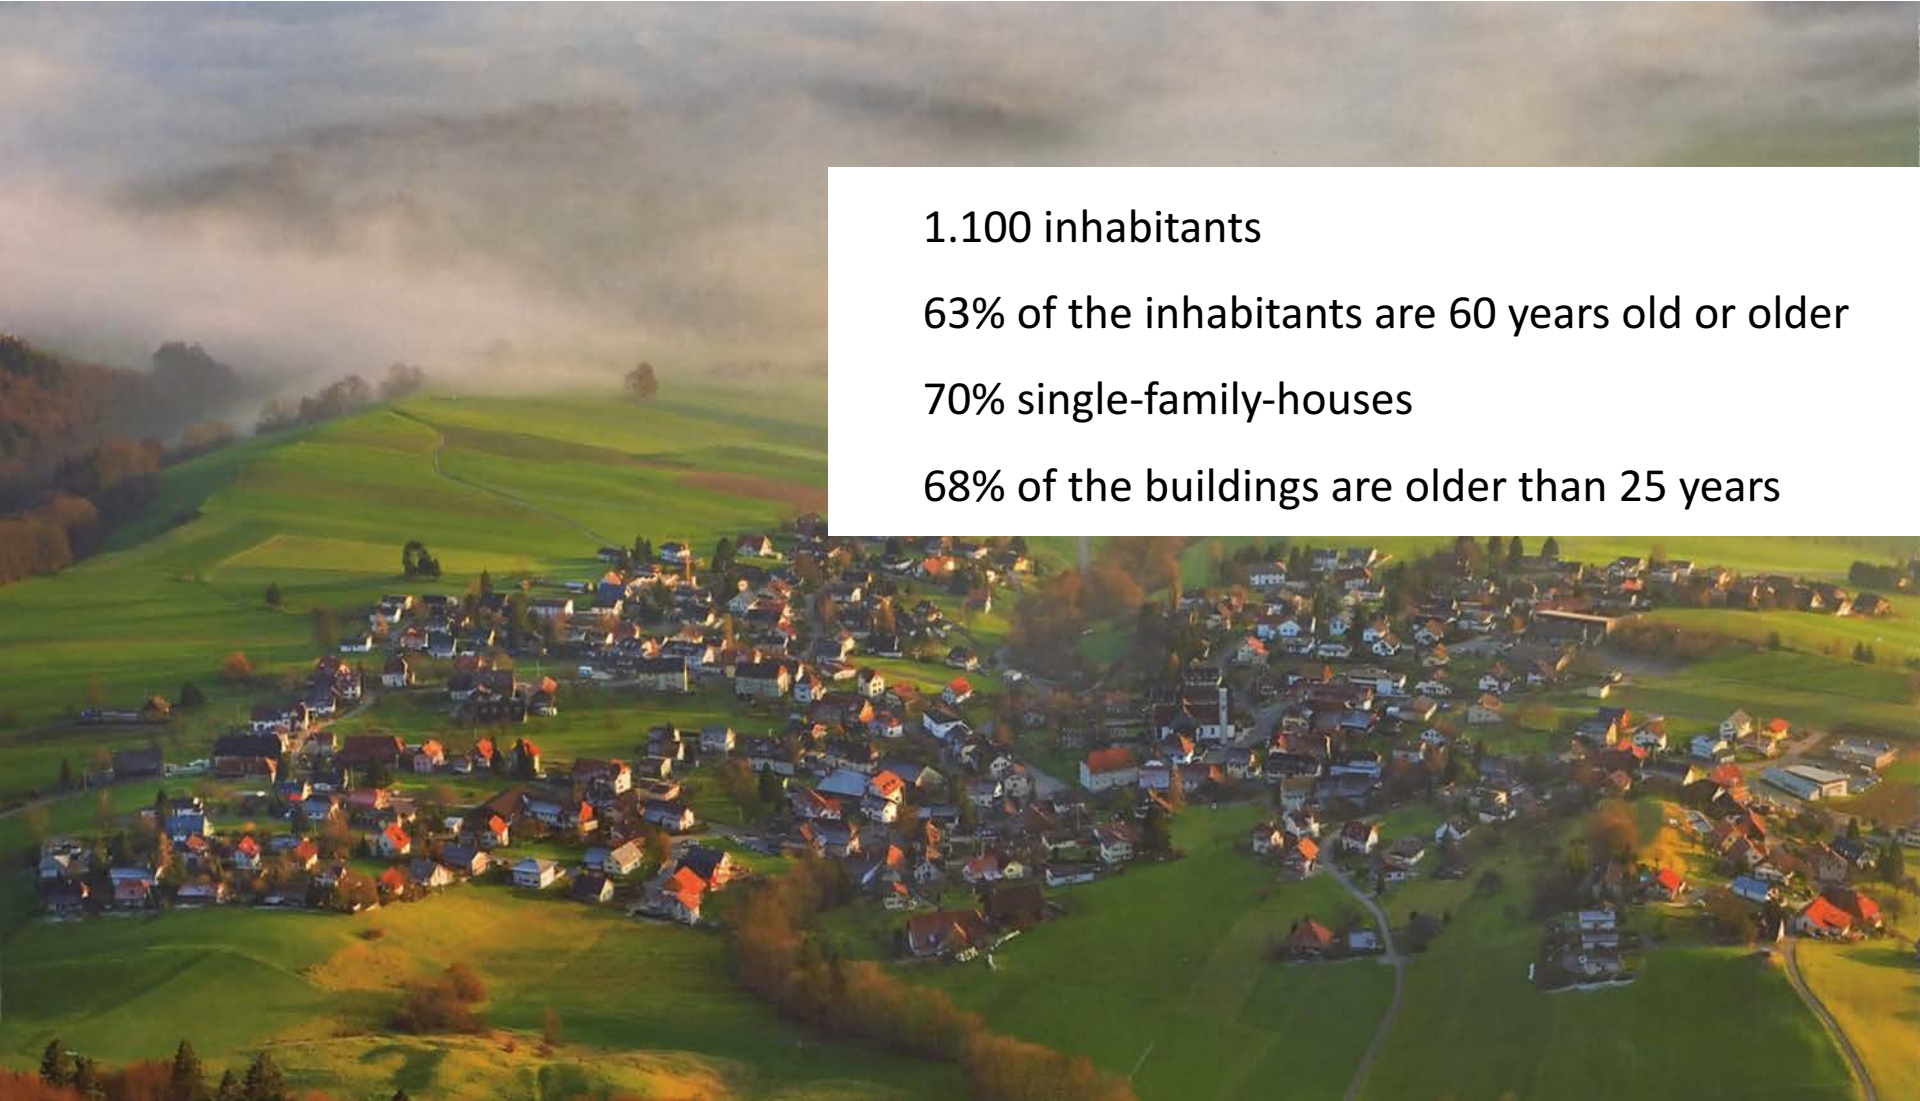 1.100 inhabitants
63% of the inhabitants are 60 years old or older
70% single-family-houses
68% of the buildings are older than 25 years